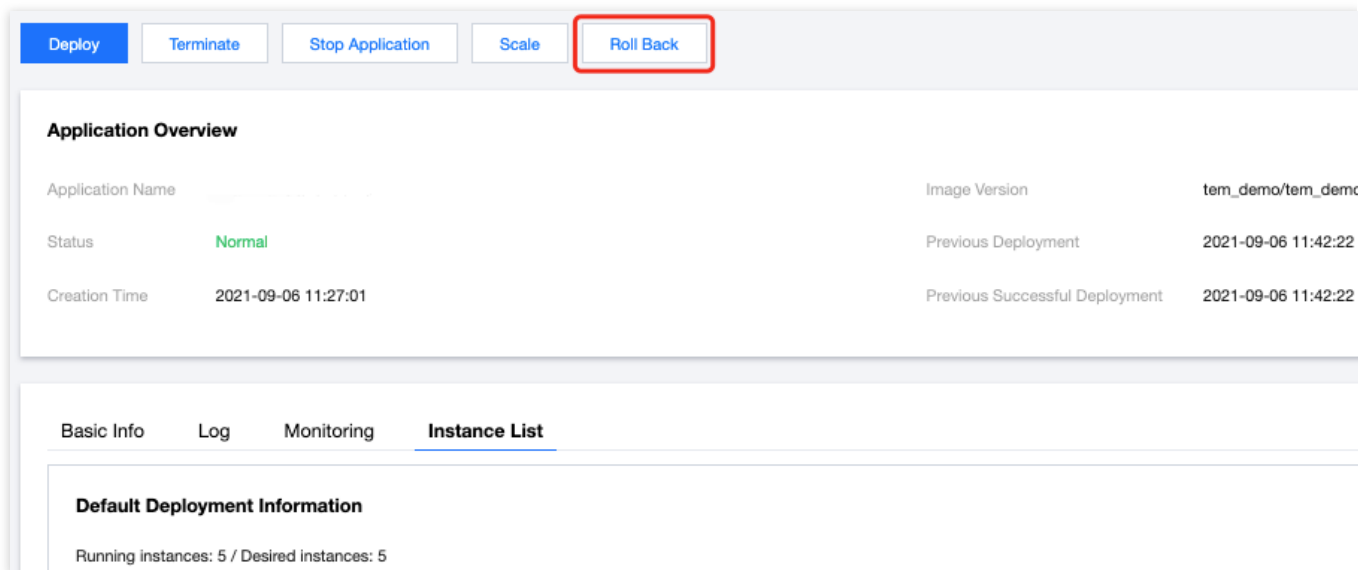 Deploy Terminate Stop Application Scale Roll Back
Application Overview
Application Name Image Version tem_demo/tem_demo
Status Normal Previous Deployment 2021-09-06 11:42:22
Creation Time 2021-09-06 11:27:01 Previous Successful Deployment 2021-09-06 11:42:22
Basic Info Log Monitoring Instance List
Default Deployment Information
Running instances: 5 / Desired instances: 5